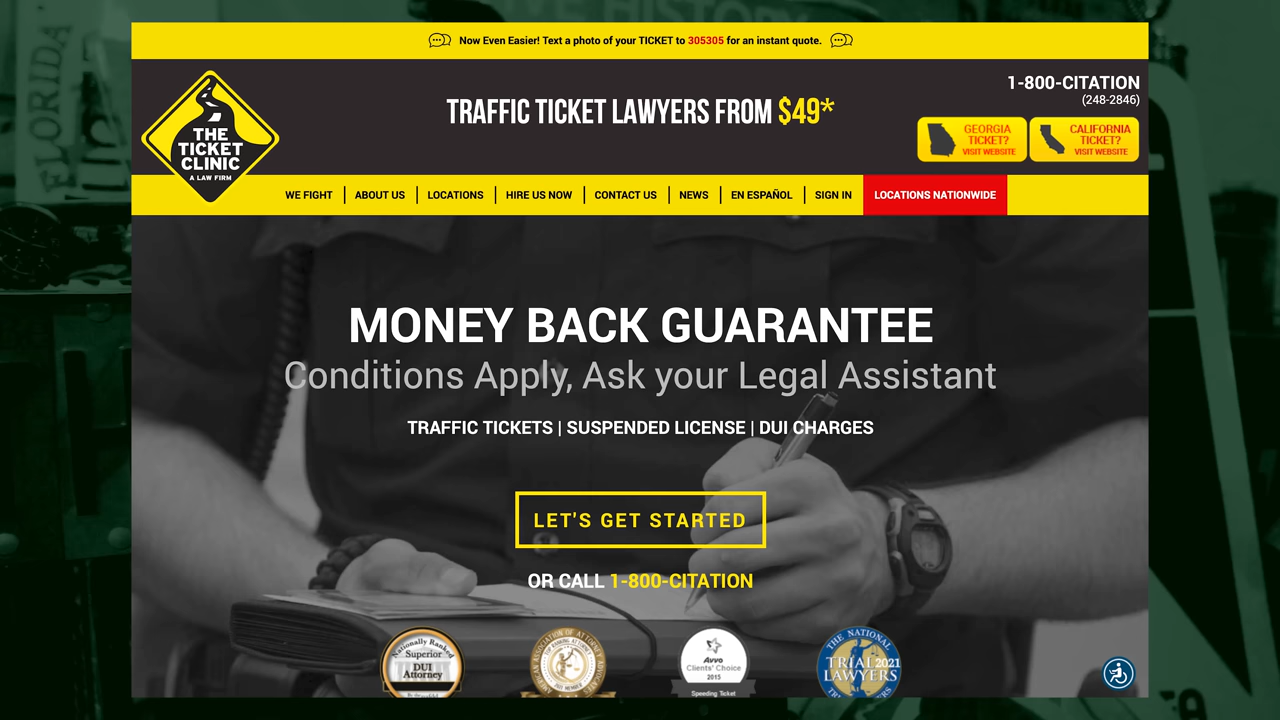 LIVE HISTORY
FLORIDA
Now Even Easier! Text a photo of your TICKET to 305305 for an instant quote.
THE
TICKET
CLINIC
A LAW FIRM
TRAFFIC TICKET LAWYERS FROM $49*
1-800-CITATION
(248-2846)
GEORGIA
TICKET?
VISIT WEBSITE
CALIFORNIA
TICKET?
VISIT WEBSITE
WE FIGHT
ABOUT US
LOCATIONS
HIRE US NOW
CONTACT US
NEWS
EN ESPAÑOL
SIGN IN
LOCATIONS NATIONWIDE
MONEY BACK GUARANTEE
Conditions Apply, Ask your Legal Assistant
TRAFFIC TICKETS | SUSPENDED LICENSE | DUI CHARGES
LET'S GET STARTED
OR CALL 1-800-CITATION
Nationally Ranked
Superior
DUI
Attorney
Avvo
Clients' Choice
2015
Speeding Ticket
THE NATIONAL
TRIAL 2021
LAWYERS